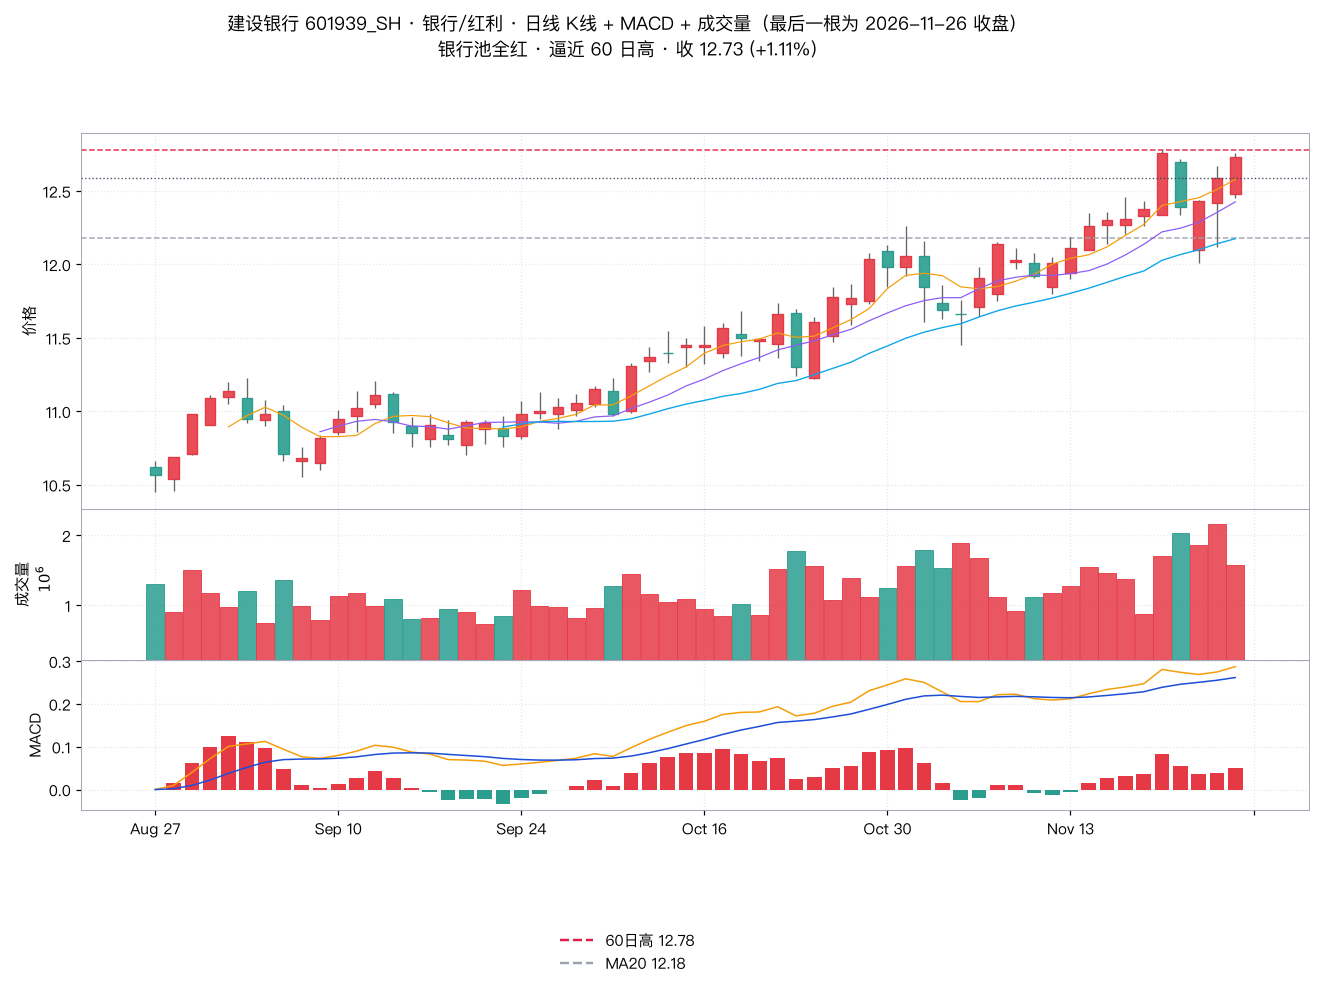 建设银行 601939_SH · 银行/红利 · 日线 K线 + MACD + 成交量（最后一根为 2026-11-26 收盘）
银行池全红 · 逼近 60 日高 · 收 12.73 (+1.11%)
价格
12.5
12.0
11.5
11.0
10.5
成交量
10⁶
2
1
MACD
0.3
0.2
0.1
0.0
Aug 27
Sep 10
Sep 24
Oct 16
Oct 30
Nov 13
60日高 12.78
MA20 12.18